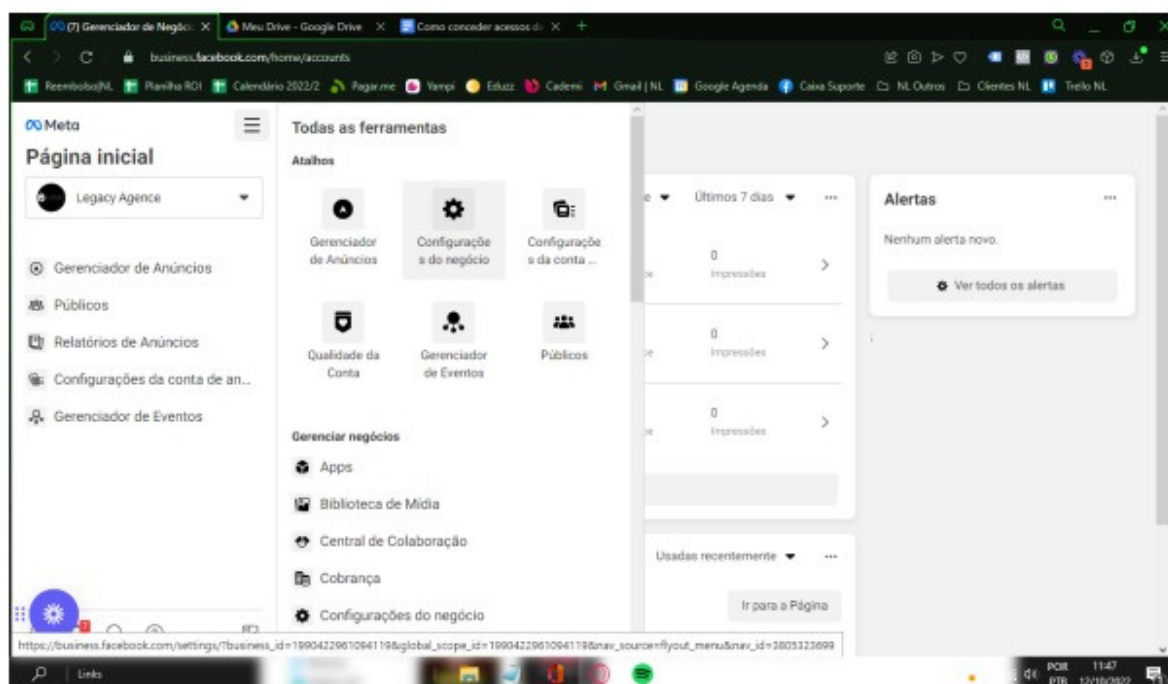 (7) Gerenciador de Negóc
Meu Drive - Google Drive
Como conceder acessos d
business.facebook.com/home/accounts
Reembolso|NL
Planilha ROI
Calendário 2022/2
Pagar.me
Yampi
Eduzz
Cademi
Gmail | NL
Google Agenda
Caixa Suporte
NL Outros
Clientes NL
Trello NL
Meta
Página inicial
Legacy Agence
Gerenciador de Anúncios
Públicos
Relatórios de Anúncios
Configurações da conta de an...
Gerenciador de Eventos
Todas as ferramentas
Atalhos
Gerenciador
de Anúncios
Configuraçõe
s do negócio
Configuraçõe
s da conta ...
Qualidade da
Conta
Gerenciador
de Eventos
Públicos
Gerenciar negócios
Apps
Biblioteca de Mídia
Central de Colaboração
Cobrança
Configurações do negócio
Últimos 7 dias
0
Impressões
0
Impressões
0
Impressões
Usadas recentemente
Ir para a Página
Alertas
Nenhum alerta novo.
Ver todos os alertas
https://business.facebook.com/settings/?business_id=1990422961094119&global_scope_id=1990422961094119&nav_source=flyout_menu&nav_id=3805323699
Links
POR
PTB
11:47
12/10/2022